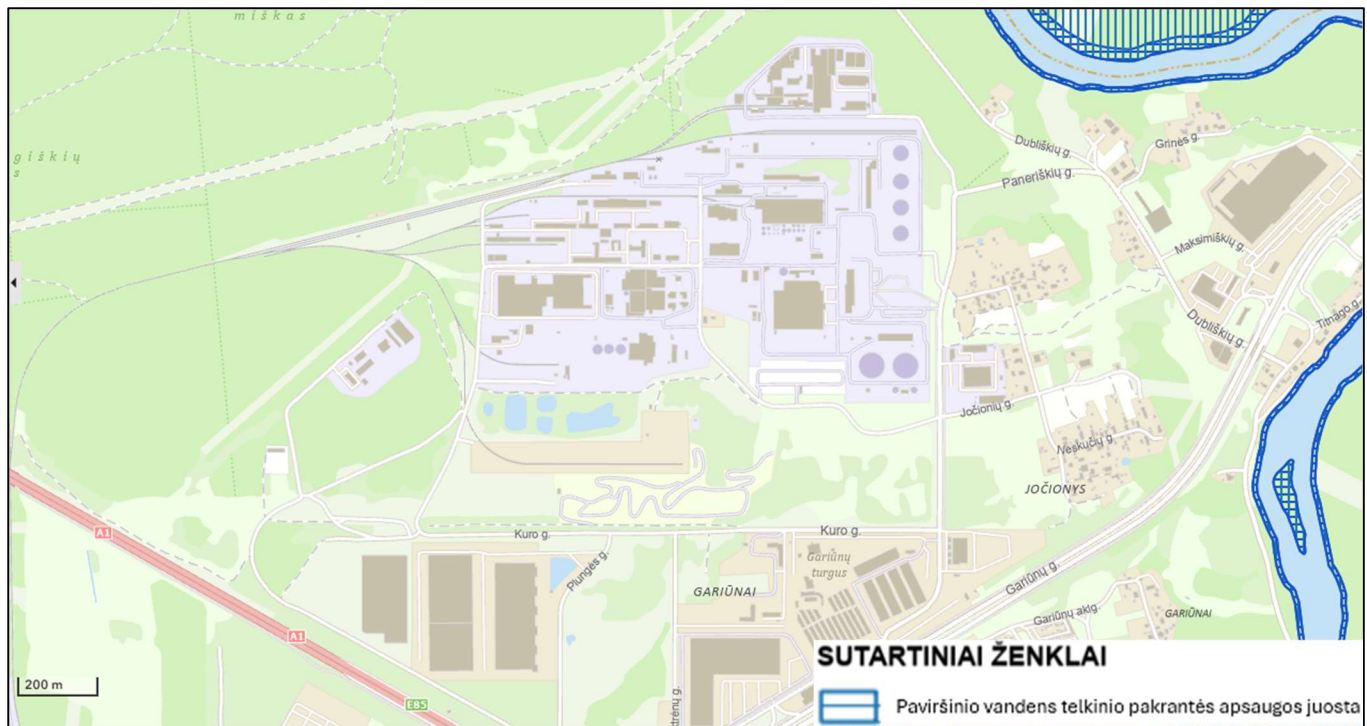 miškas
giškių
s
Dubliškių g.
Grinės g.
Paneriškių g.
Maksimiškių g.
Titnago g.
Dubliškių g.
Jočionių g.
Neskučių g.
JOČIONYS
A1
Kuro g.
Kuro g.
Gariūnų
turgus
Plungės g.
GARIŪNAI
Gariūnų g.
Gariūnų aklg.
GARIŪNAI
A1
SUTARTINIAI ŽENKLAI
200 m
E85
Paviršinio vandens telkinio pakrantės apsaugos juosta